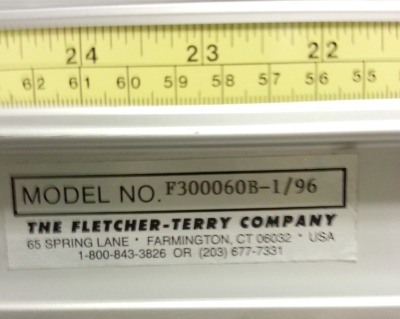 24 23 22
62 61 60 59 58 57 56 55
MODEL NO. F300060B-1/96
THE FLETCHER-TERRY COMPANY
65 SPRING LANE * FARMINGTON, CT 06032 * USA
1-800-843-3826 OR (203) 677-7331